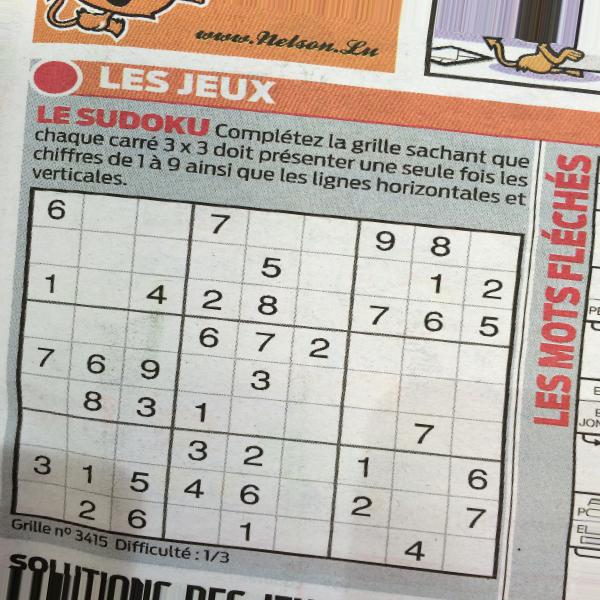 www.Nelson.Lu
LES JEUX
LE SUDOKU Complétez la grille sachant que
chaque carré 3 x 3 doit présenter une seule fois les
chiffres de 1 à 9 ainsi que les lignes horizontales et
verticales.
6 7 9 8
5 1 2
1 4 2 8 7 6 5
6 7 2
7 6 9 3
8 3 1 7
3 2 1 6
3 1 5 4 6 2 7
2 6 1 4
Grille nº 3415 Difficulté : 1/3
SOLUTIONS DES
LES MOTS FLÉCHÉS